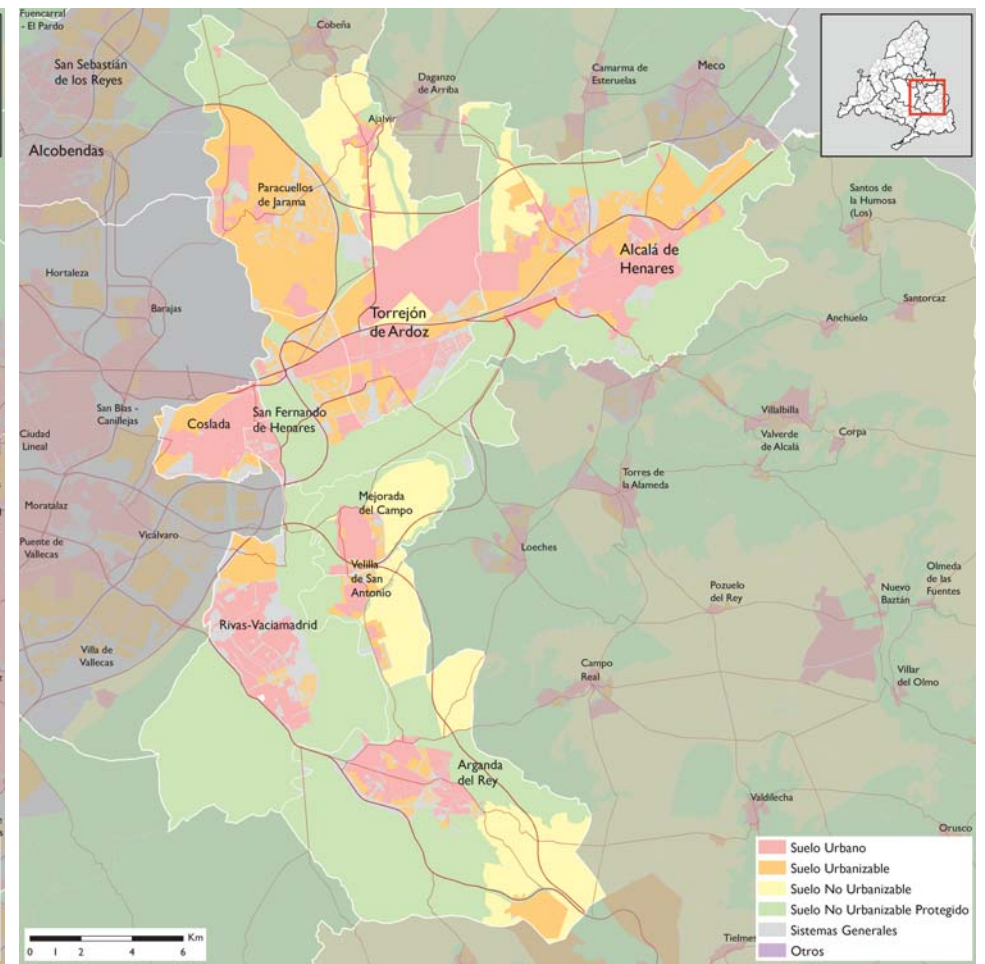 Fuencarral
- El Pardo
Cobeña
San Sebastián
de los Reyes
Daganzo
de Arriba
Camarma de
Esteruelas
Meco
Ajalvir
Alcobendas
Paracuellos
de Jarama
Santos de
la Humosa
(Los)
Alcalá de
Henares
Hortaleza
Barajas
Santorcaz
Torrejón
de Ardoz
Anchuelo
San Blas -
Canillejas
Coslada
San Fernando
de Henares
Villalbilla
Ciudad
Lineal
Valverde
de Alcalá
Corpa
Torres de
la Alameda
Mejorada
del Campo
Moratalaz
Vicálvaro
Puente de
Vallecas
Loeches
Velilla
de San
Antonio
Olmeda
de las
Fuentes
Pozuelo
del Rey
Nuevo
Baztán
Rivas-Vaciamadrid
Villa de
Vallecas
Campo
Real
Villar
del Olmo
Arganda
del Rey
Valdilecha
Orusco
Suelo Urbano
Suelo Urbanizable
Suelo No Urbanizable
Suelo No Urbanizable Protegido
Sistemas Generales
Otros
Tielmes
Km
0 1 2 4 6